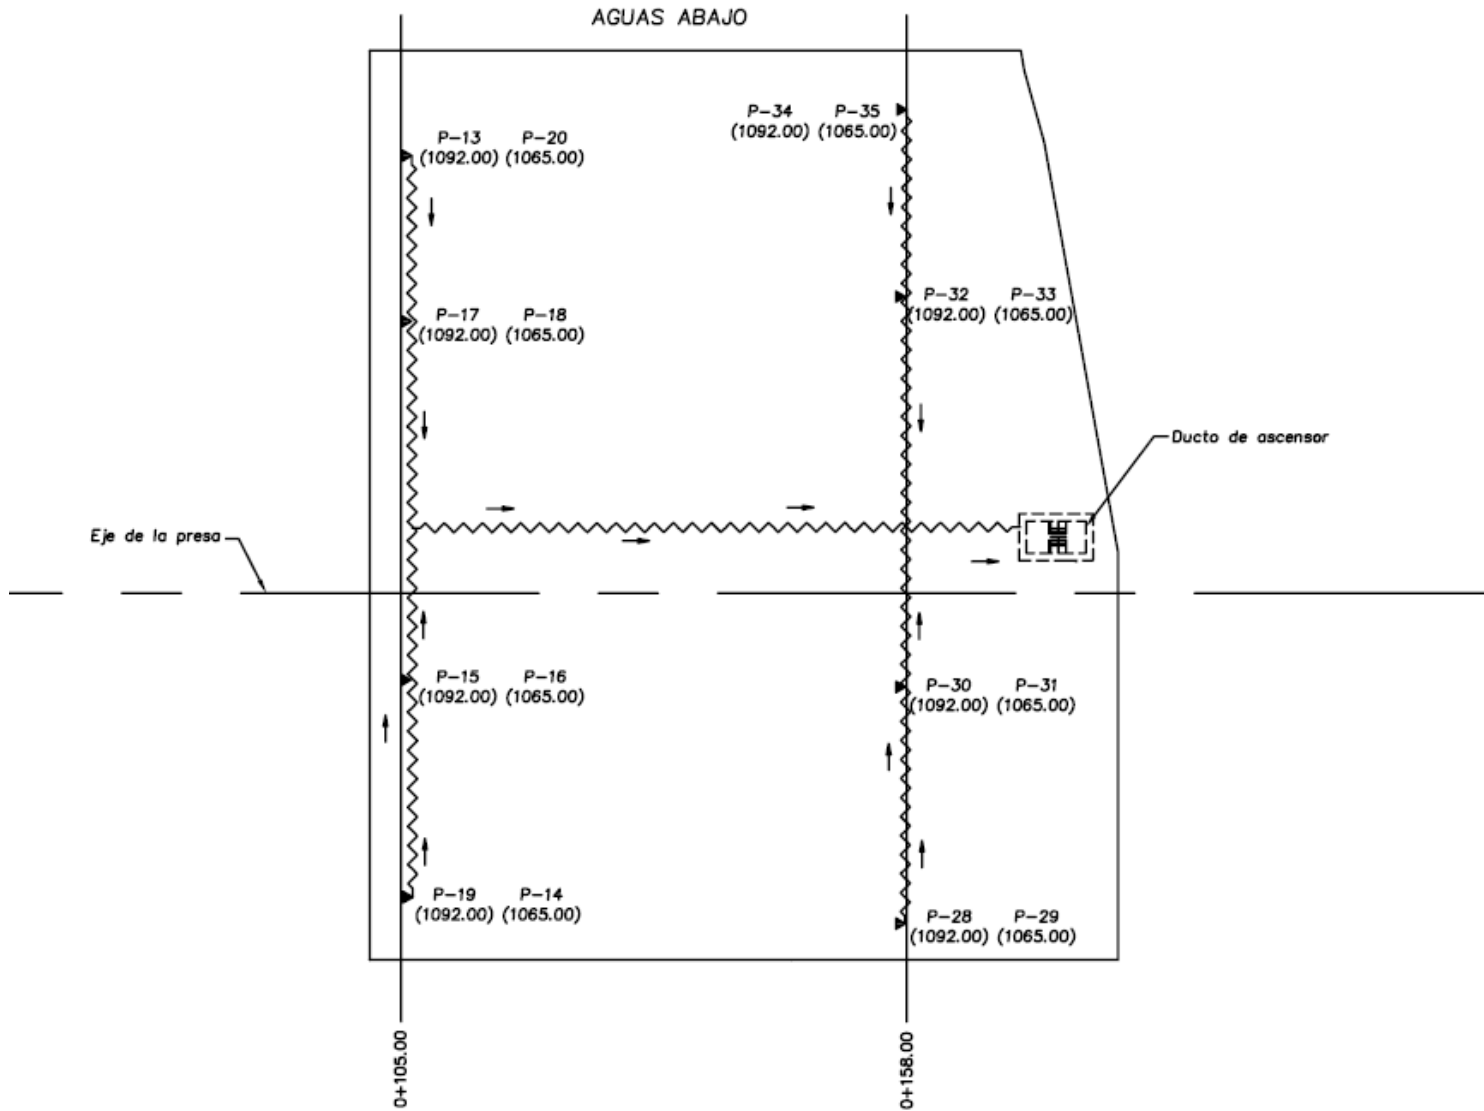 AGUAS ABAJO
P-34 P-35
(1092.00) (1065.00)
P-13 P-20
(1092.00) (1065.00)
P-32 P-33
(1092.00) (1065.00)
P-17 P-18
(1092.00) (1065.00)
Ducto de ascensor
Eje de la presa
P-15 P-16
(1092.00) (1065.00)
P-30 P-31
(1092.00) (1065.00)
P-19 P-14
(1092.00) (1065.00)
P-28 P-29
(1092.00) (1065.00)
0+105.00
0+158.00